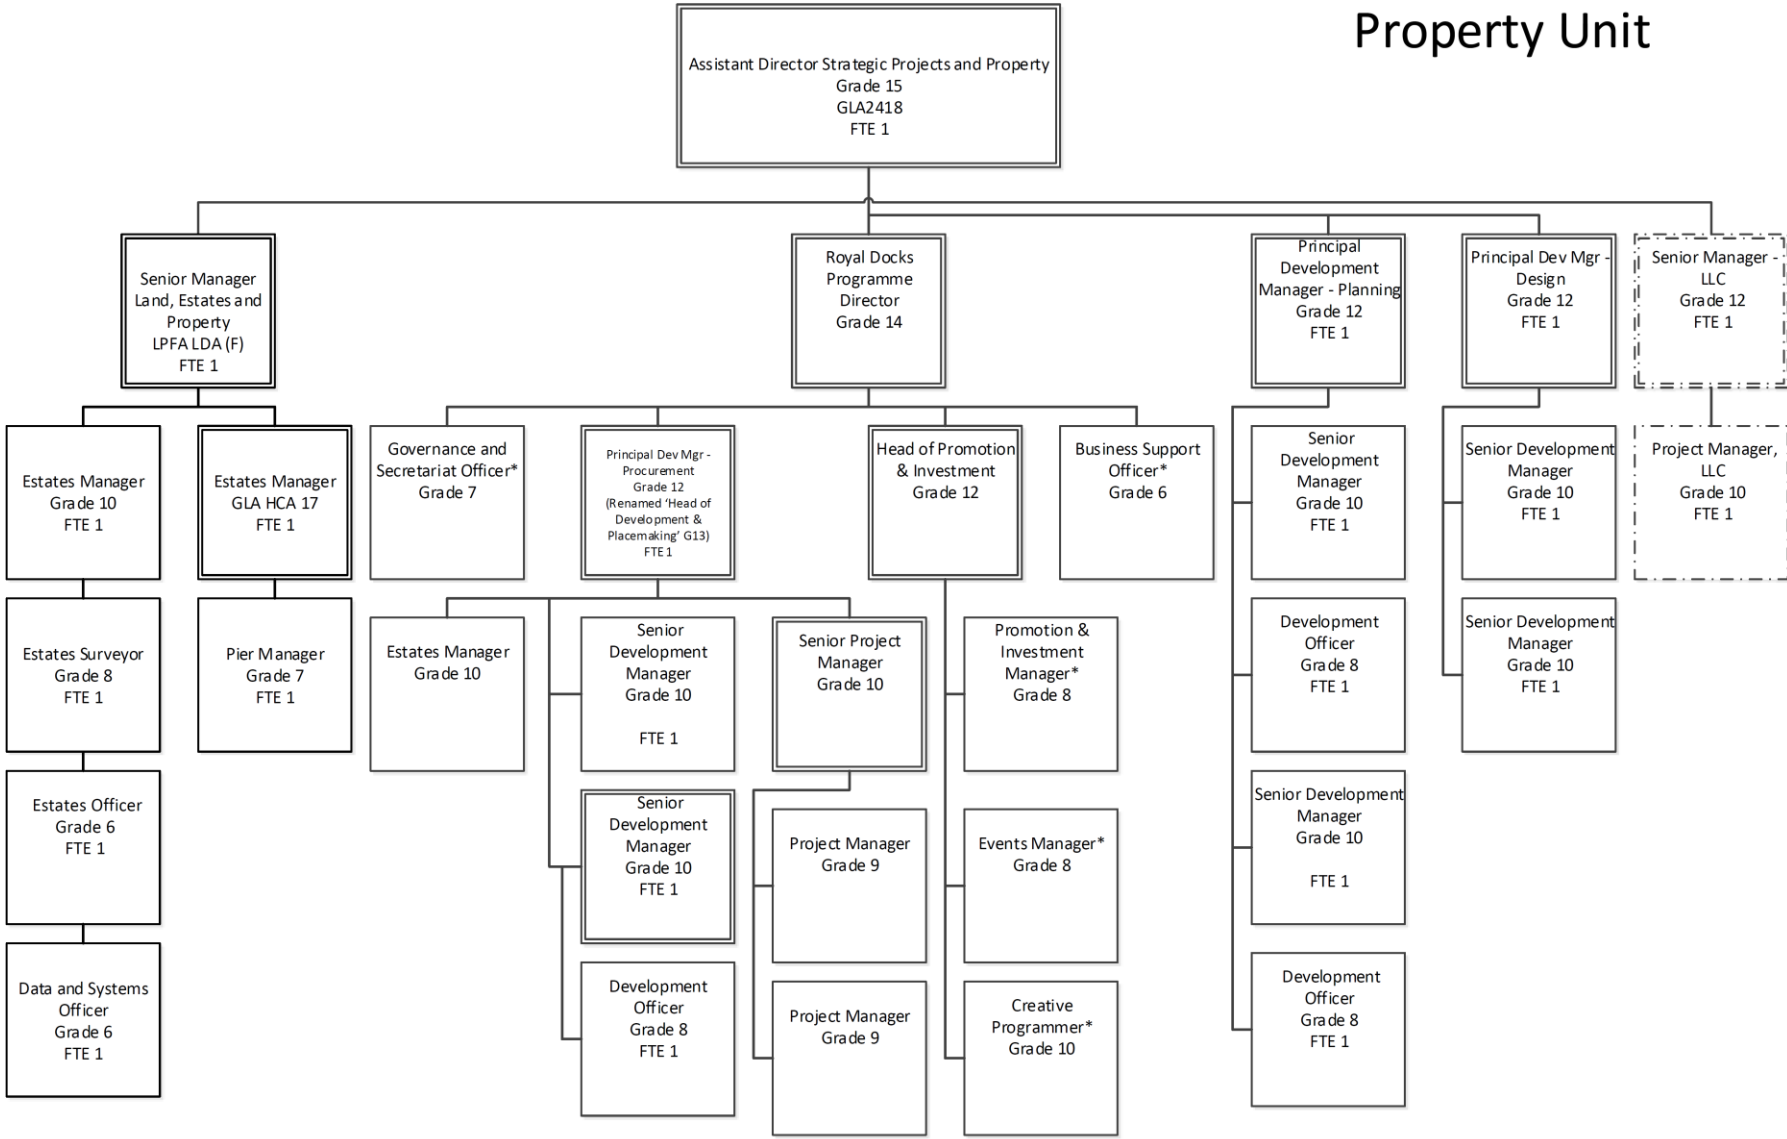 Property Unit
Assistant Director Strategic Projects and Property
Grade 15
GLA2418
FTE 1
Senior Manager
Land, Estates and
Property
LPFA LDA (F)
FTE 1
Royal Docks
Programme
Director
Grade 14
Principal
Development
Manager - Planning
Grade 12
FTE 1
Principal Dev Mgr -
Design
Grade 12
FTE 1
Senior Manager -
LLC
Grade 12
FTE 1
Estates Manager
Grade 10
FTE 1
Estates Manager
GLA HCA 17
FTE 1
Governance and
Secretariat Officer*
Grade 7
Principal Dev Mgr -
Procurement
Grade 12
(Renamed ‘Head of
Development &
Placemaking’ G13)
FTE 1
Head of Promotion
& Investment
Grade 12
Business Support
Officer*
Grade 6
Senior
Development
Manager
Grade 10
FTE 1
Senior Development
Manager
Grade 10
FTE 1
Project Manager,
LLC
Grade 10
FTE 1
Estates Surveyor
Grade 8
FTE 1
Pier Manager
Grade 7
FTE 1
Estates Manager
Grade 10
Senior
Development
Manager
Grade 10
FTE 1
Senior Project
Manager
Grade 10
Promotion &
Investment
Manager*
Grade 8
Development
Officer
Grade 8
FTE 1
Senior Development
Manager
Grade 10
FTE 1
Estates Officer
Grade 6
FTE 1
Senior
Development
Manager
Grade 10
FTE 1
Project Manager
Grade 9
Events Manager*
Grade 8
Senior Development
Manager
Grade 10
FTE 1
Data and Systems
Officer
Grade 6
FTE 1
Development
Officer
Grade 8
FTE 1
Project Manager
Grade 9
Creative
Programmer*
Grade 10
Development
Officer
Grade 8
FTE 1